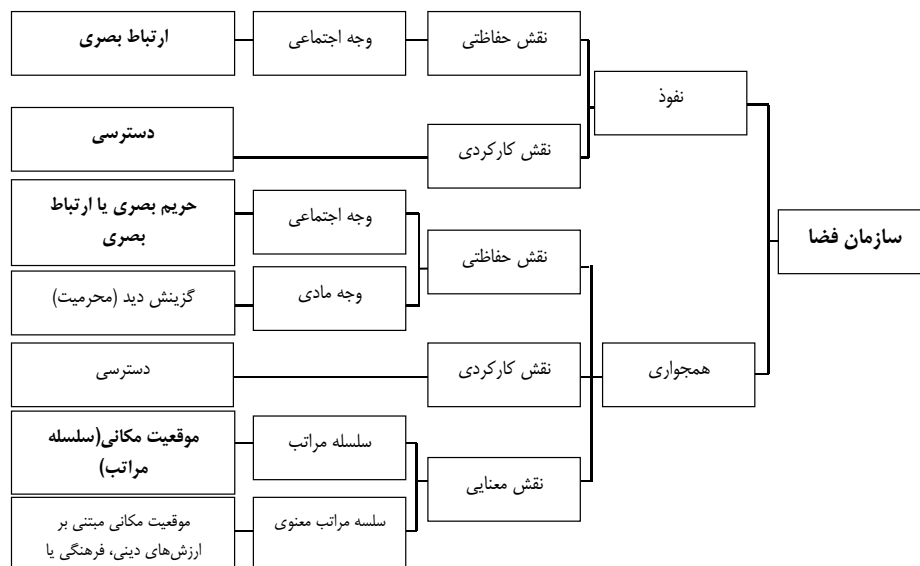 سازمان فضا
نفوذ
نقش حفاظتی
وجه اجتماعی
ارتباط بصری
نقش کارکردی
دسترسی
همجواری
نقش حفاظتی
وجه اجتماعی
حریم بصری یا ارتباط
بصری
وجه مادی
گزینش دید (محرمیت)
نقش کارکردی
دسترسی
نقش معنایی
سلسله مراتب
موقعیت مکانی(سلسله
مراتب)
سلسه مراتب معنوی
موقعیت مکانی مبتنی بر
ارزش‌های دینی، فرهنگی یا